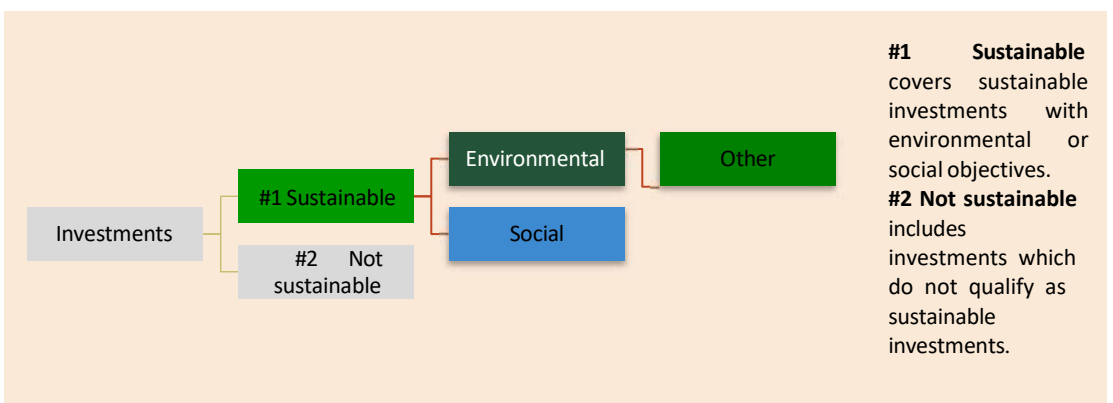 Investments
#1 Sustainable
#2 Not
sustainable
Environmental
Social
Other
#1 Sustainable
covers sustainable
investments with
environmental or
social objectives.
#2 Not sustainable
includes
investments which
do not qualify as
sustainable
investments.